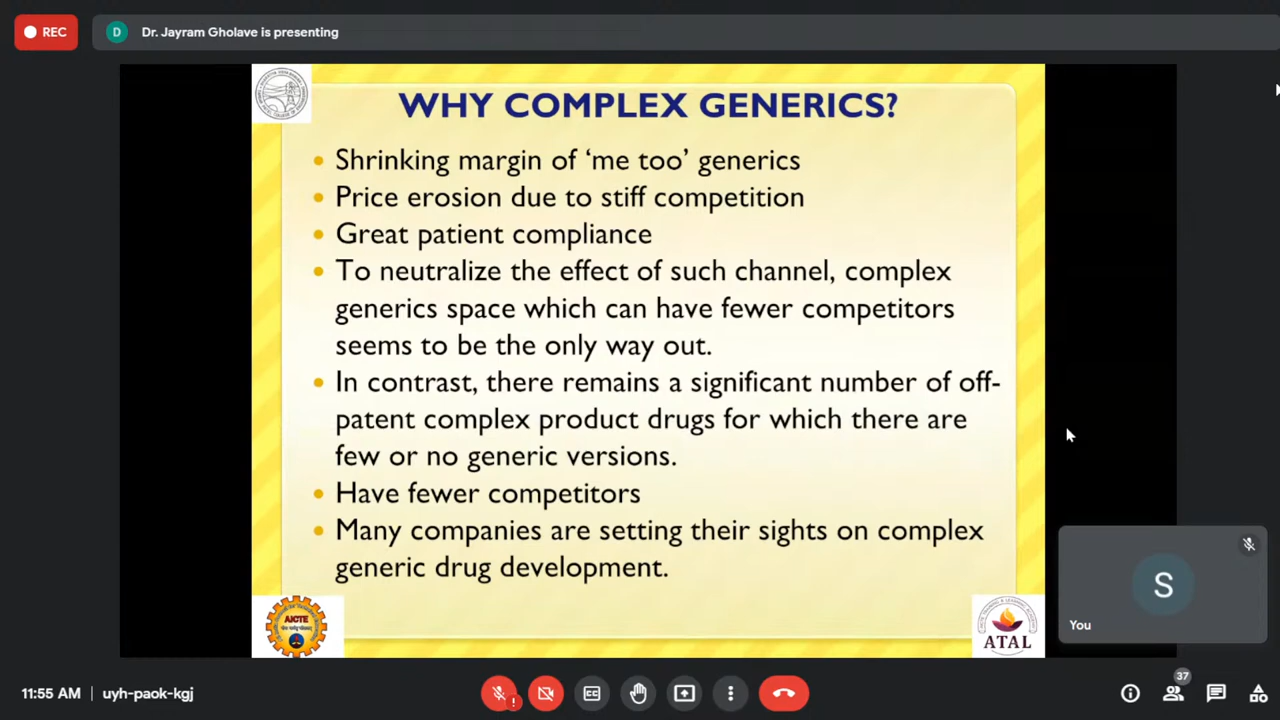 REC
D
Dr. Jayram Gholave is presenting
WHY COMPLEX GENERICS?
• Shrinking margin of ‘me too’ generics
• Price erosion due to stiff competition
• Great patient compliance
• To neutralize the effect of such channel, complex
generics space which can have fewer competitors
seems to be the only way out.
• In contrast, there remains a significant number of off-
patent complex product drugs for which there are
few or no generic versions.
• Have fewer competitors
• Many companies are setting their sights on complex
generic drug development.
AICTE
ATAL
S
You
11:55 AM | uyh-paok-kgj
CC
37